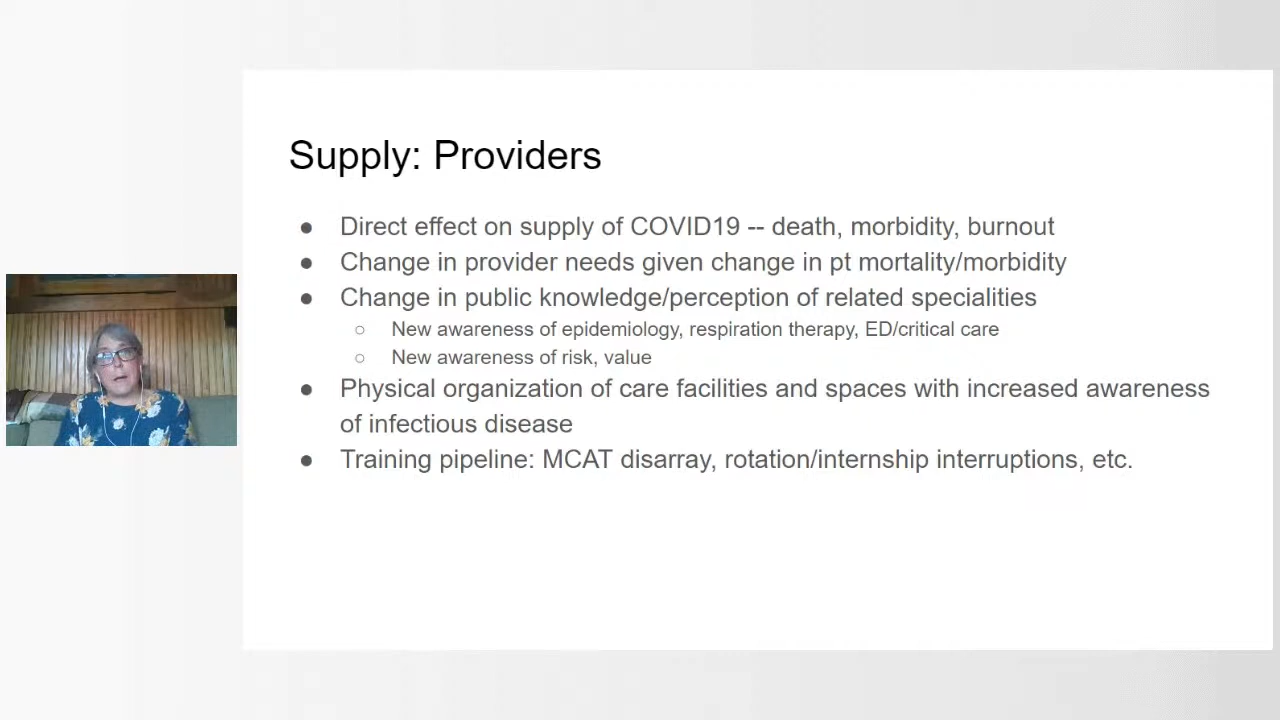 Supply: Providers
● Direct effect on supply of COVID19 -- death, morbidity, burnout
● Change in provider needs given change in pt mortality/morbidity
● Change in public knowledge/perception of related specialities
○ New awareness of epidemiology, respiration therapy, ED/critical care
○ New awareness of risk, value
● Physical organization of care facilities and spaces with increased awareness
of infectious disease
● Training pipeline: MCAT disarray, rotation/internship interruptions, etc.